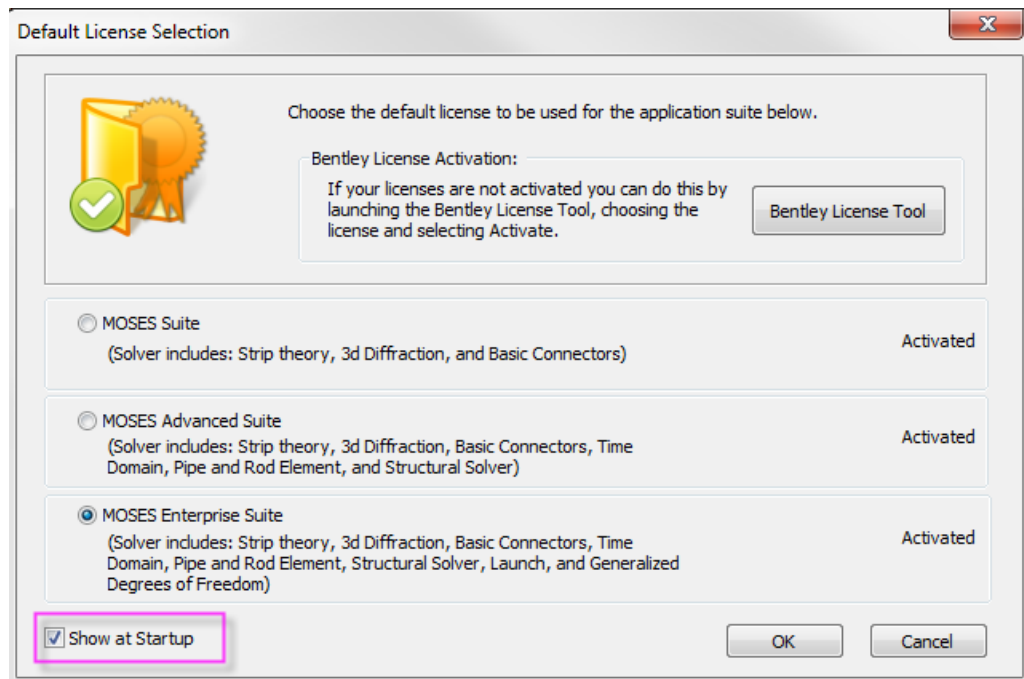 Default License Selection
Choose the default license to be used for the application suite below.
Bentley License Activation:
If your licenses are not activated you can do this by
launching the Bentley License Tool, choosing the
license and selecting Activate.
Bentley License Tool
MOSES Suite
(Solver includes: Strip theory, 3d Diffraction, and Basic Connectors)
Activated
MOSES Advanced Suite
(Solver includes: Strip theory, 3d Diffraction, Basic Connectors, Time
Domain, Pipe and Rod Element, and Structural Solver)
Activated
MOSES Enterprise Suite
(Solver includes: Strip theory, 3d Diffraction, Basic Connectors, Time
Domain, Pipe and Rod Element, Structural Solver, Launch, and Generalized
Degrees of Freedom)
Activated
Show at Startup
OK
Cancel